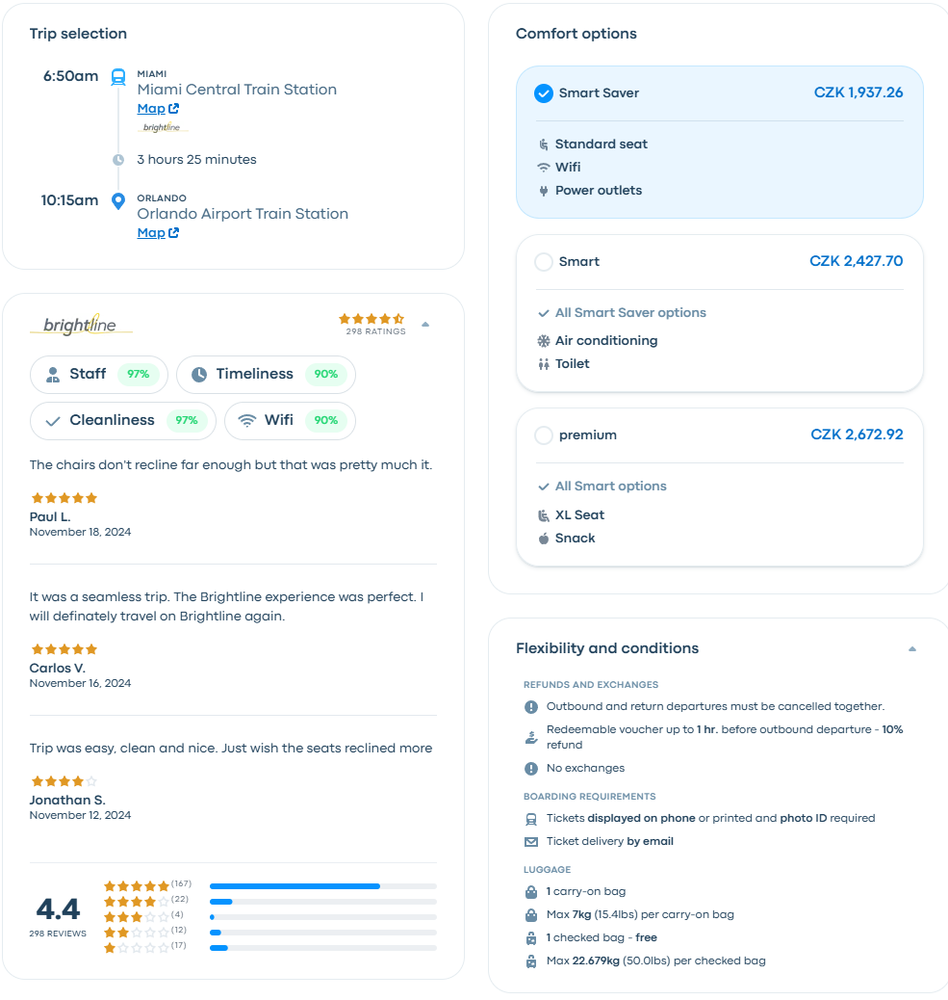 Trip selection
6:50am
MIAMI
Miami Central Train Station
Map
brightline
3 hours 25 minutes
10:15am
ORLANDO
Orlando Airport Train Station
Map
brightline
298 RATINGS
Staff 97%
Timeliness 90%
Cleanliness 97%
Wifi 90%
The chairs don't recline far enough but that was pretty much it.
Paul L.
November 18, 2024
It was a seamless trip. The Brightline experience was perfect. I
will definately travel on Brightline again.
Carlos V.
November 16, 2024
Trip was easy, clean and nice. Just wish the seats reclined more
Jonathan S.
November 12, 2024
4.4
298 REVIEWS
(167)
(22)
(4)
(12)
(17)
Comfort options
Smart Saver CZK 1,937.26
Standard seat
Wifi
Power outlets
Smart CZK 2,427.70
All Smart Saver options
Air conditioning
Toilet
premium CZK 2,672.92
All Smart options
XL Seat
Snack
Flexibility and conditions
REFUNDS AND EXCHANGES
Outbound and return departures must be cancelled together.
Redeemable voucher up to 1 hr. before outbound departure - 10%
refund
No exchanges
BOARDING REQUIREMENTS
Tickets displayed on phone or printed and photo ID required
Ticket delivery by email
LUGGAGE
1 carry-on bag
Max 7kg (15.4lbs) per carry-on bag
1 checked bag - free
Max 22.679kg (50.0lbs) per checked bag